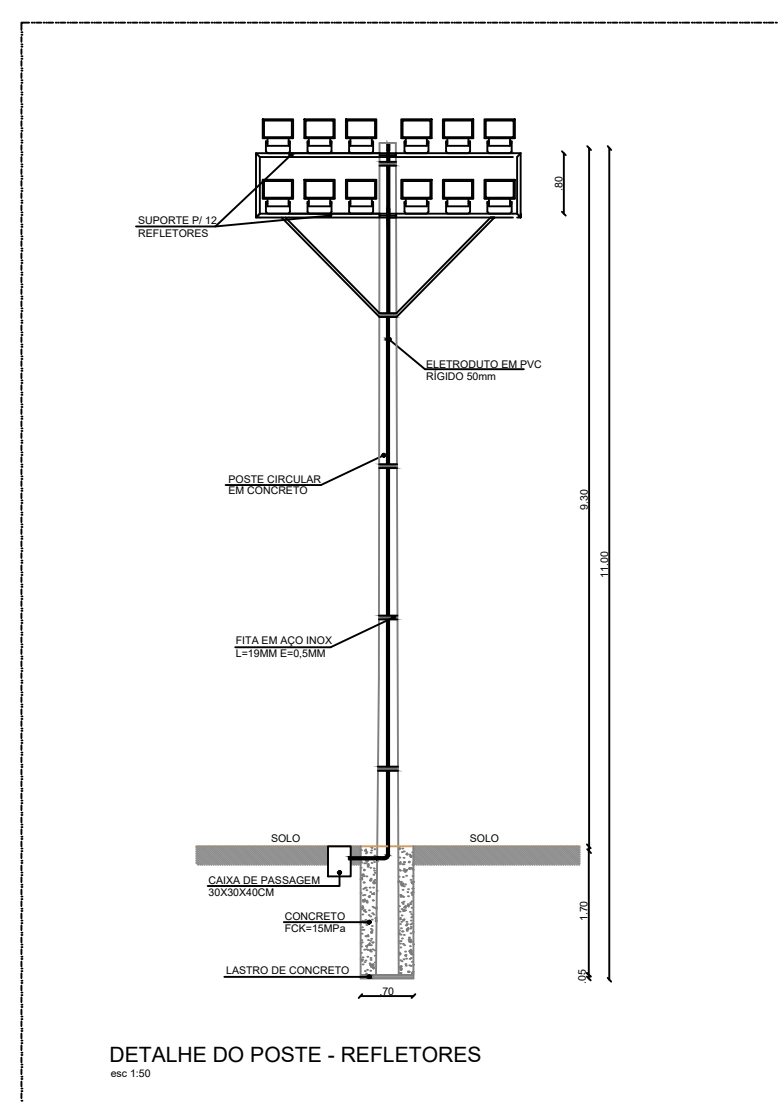 .80
SUPORTE P/ 12
REFLETORES
ELETRODUTO EM PVC
RÍGIDO 50mm
POSTE CIRCULAR
EM CONCRETO
9.30
11.00
FITA EM AÇO INOX
L=19MM E=0,5MM
SOLO
SOLO
CAIXA DE PASSAGEM
30X30X40CM
CONCRETO
FCK=15MPa
1.70
LASTRO DE CONCRETO
.05
.70
DETALHE DO POSTE - REFLETORES
esc 1:50